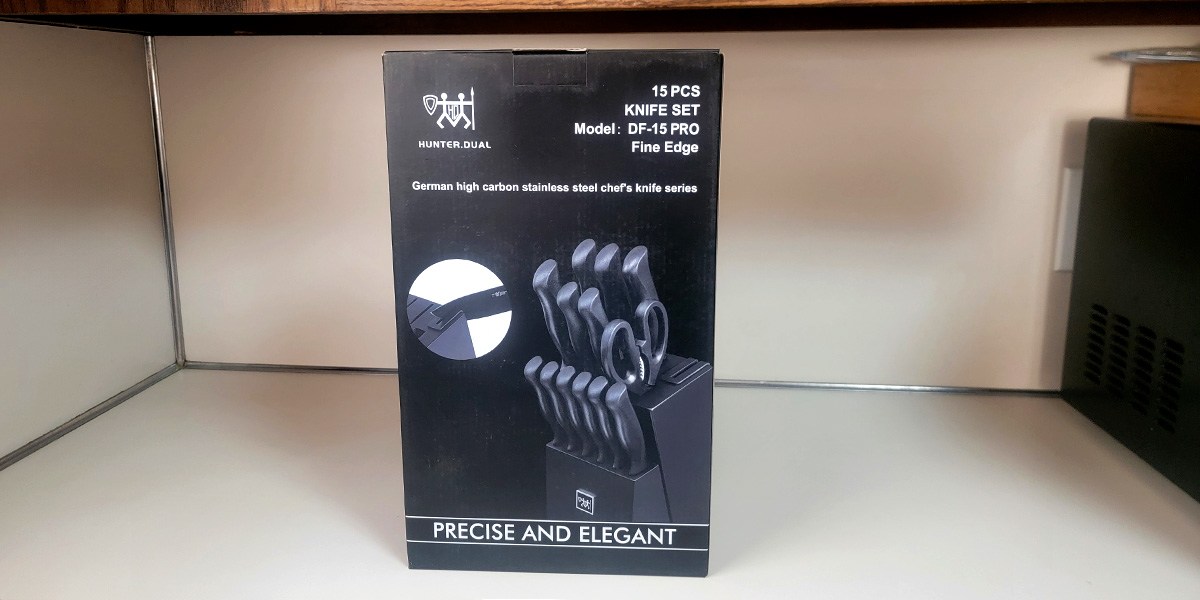 HUNTER.DUAL
15 PCS
KNIFE SET
Model: DF-15 PRO
Fine Edge
German high carbon stainless steel chef's knife series
PRECISE AND ELEGANT